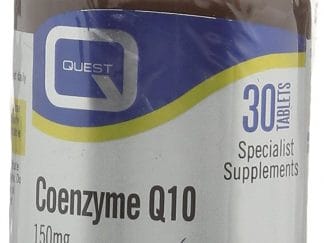 QUEST
30 TABLETS
Specialist
Supplements
Coenzyme Q10
150mg